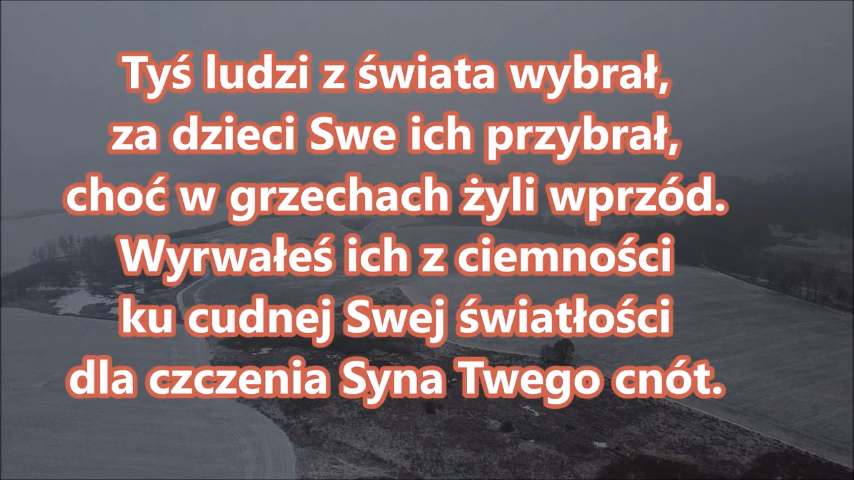 Tyś ludzi z świata wybrał,
za dzieci Swe ich przybrał,
choć w grzechach żyli wprzód.
Wyrwałeś ich z ciemności
ku cudnej Swej światłości
dla czczenia Syna Twego cnót.